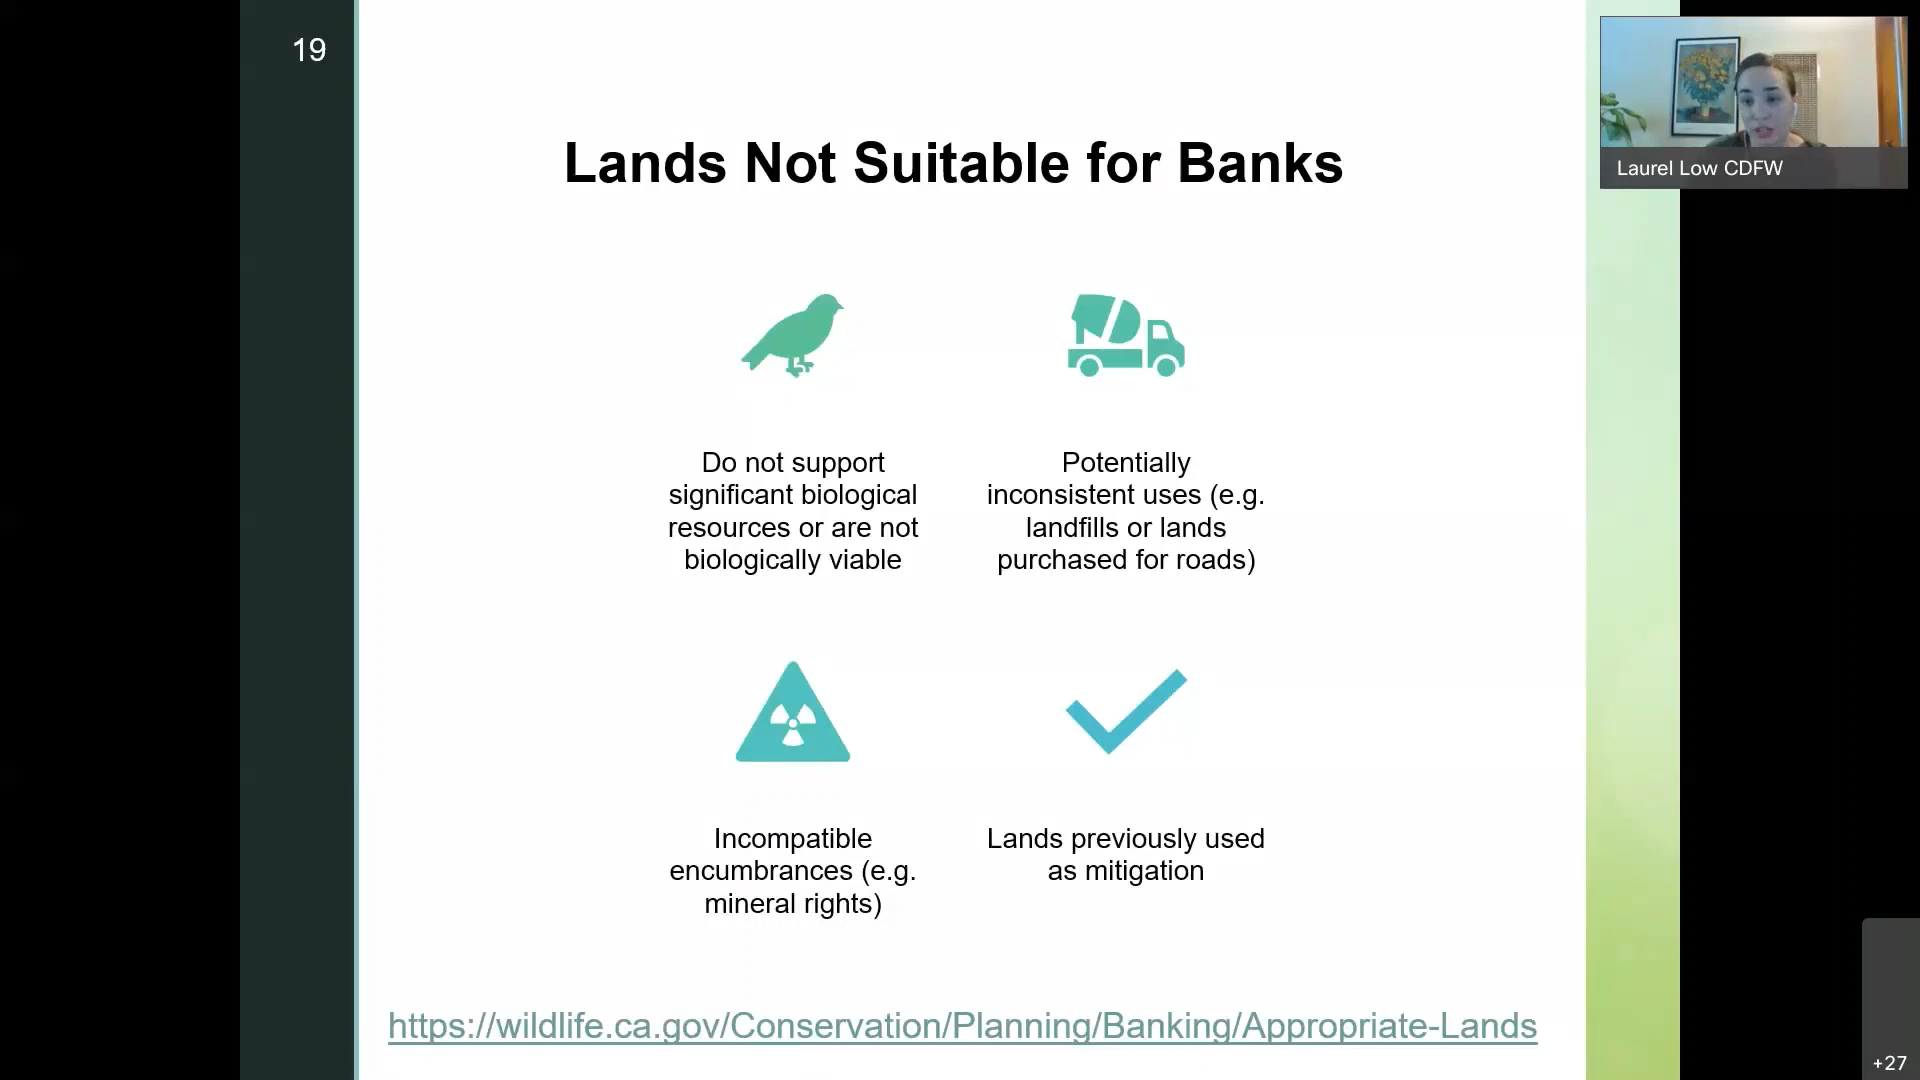 19
Lands Not Suitable for Banks
Do not support
significant biological
resources or are not
biologically viable
Potentially
inconsistent uses (e.g.
landfills or lands
purchased for roads)
Incompatible
encumbrances (e.g.
mineral rights)
Lands previously used
as mitigation
https://wildlife.ca.gov/Conservation/Planning/Banking/Appropriate-Lands
Laurel Low CDFW
+27